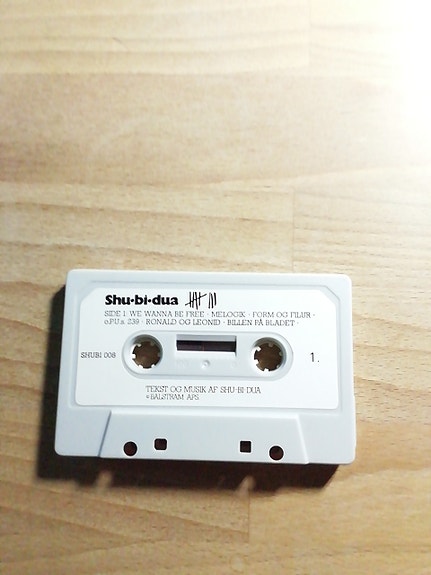 Shu·bi·dua
SIDE 1: WE WANNA BE FREE · MELOGIK · FORM OG FILUR ·
o.P.U.s. 239 · RONALD OG LEONID · BILLEN PÅ BLADET ·
SHUBI 008
1.
TEKST OG MUSIK AF SHU·BI·DUA
℗ BALSTRAM APS.